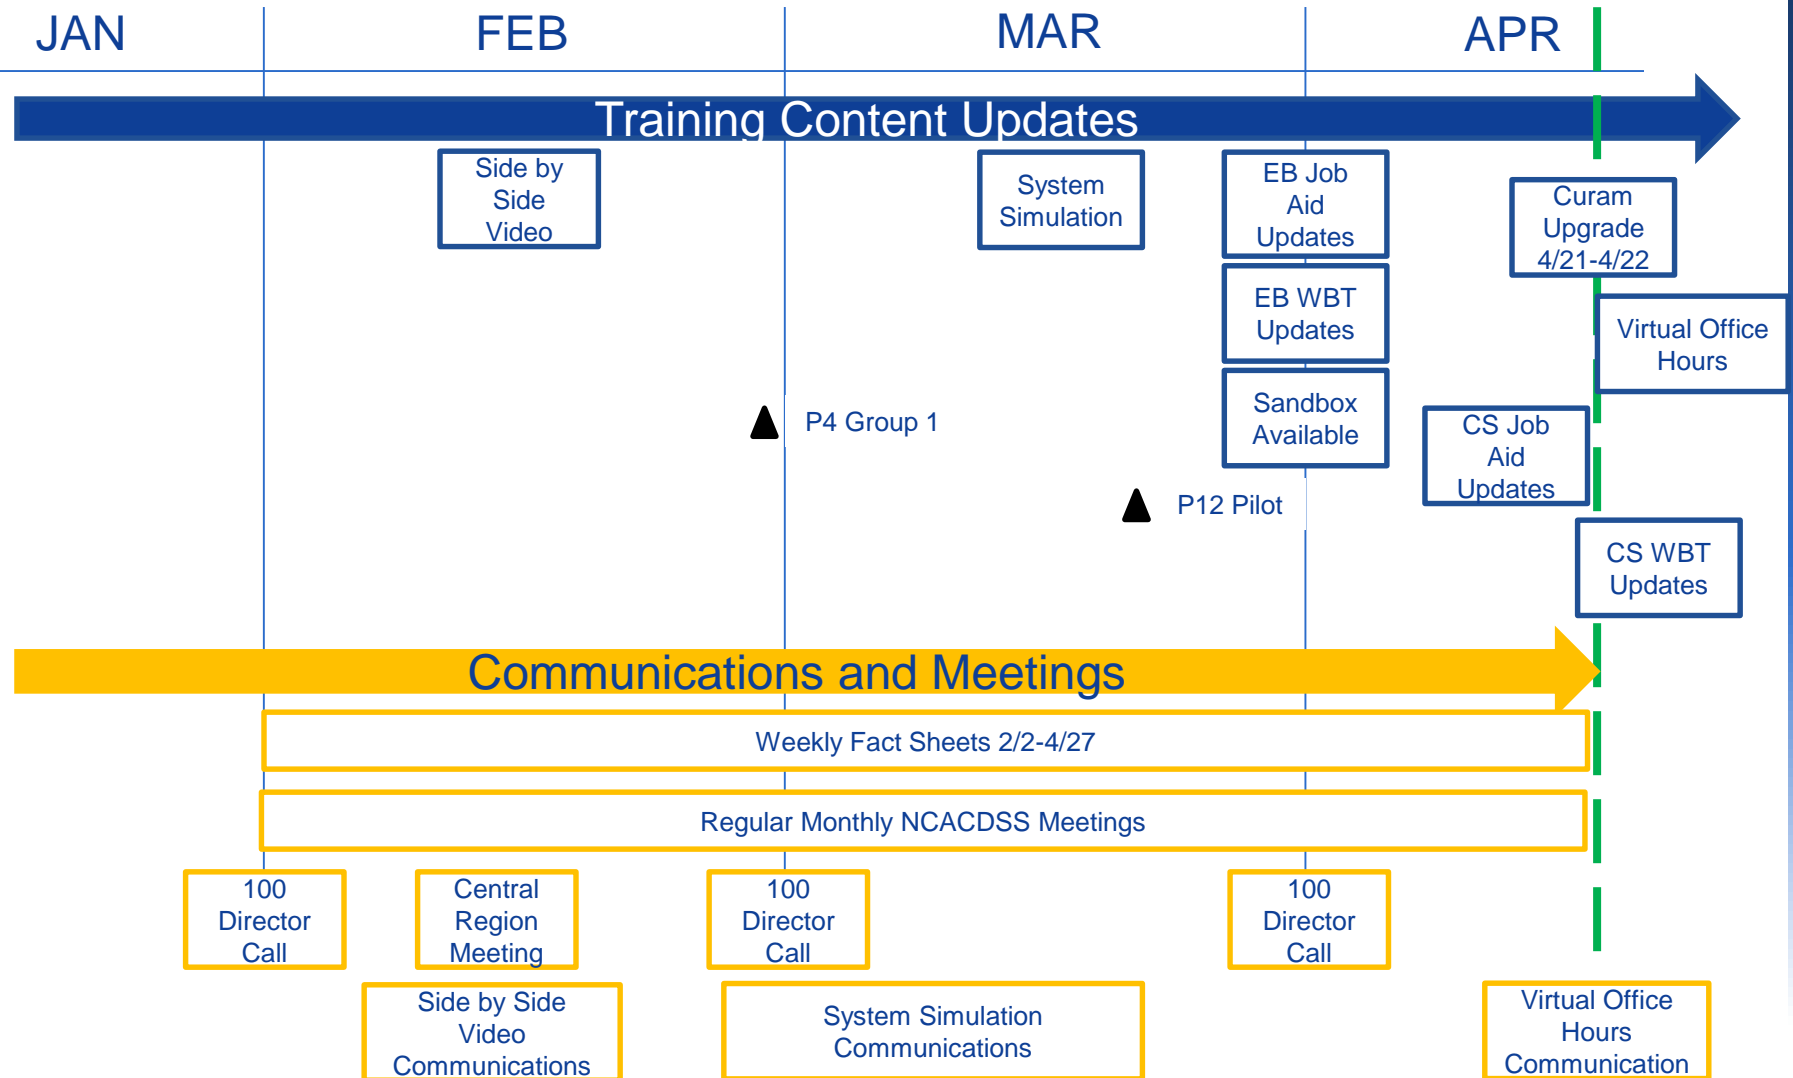 JAN
FEB
MAR
APR
Training Content Updates
Side by
Side
Video
System
Simulation
EB Job
Aid
Updates
Curam
Upgrade
4/21-4/22
EB WBT
Updates
Virtual Office
Hours
Sandbox
Available
P4 Group 1
CS Job
Aid
Updates
P12 Pilot
CS WBT
Updates
Communications and Meetings
Weekly Fact Sheets 2/2-4/27
Regular Monthly NCACDSS Meetings
100
Director
Call
Central
Region
Meeting
100
Director
Call
100
Director
Call
Side by Side
Video
Communications
System Simulation
Communications
Virtual Office
Hours
Communication